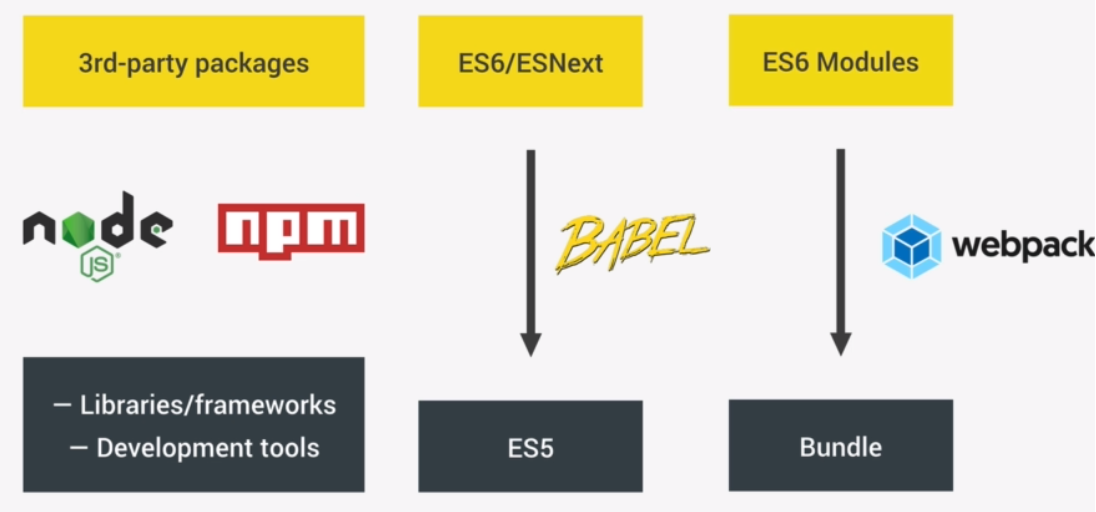 3rd-party packages
ES6/ESNext
ES6 Modules
node
JS
npm
BABEL
webpack
— Libraries/frameworks
— Development tools
ES5
Bundle